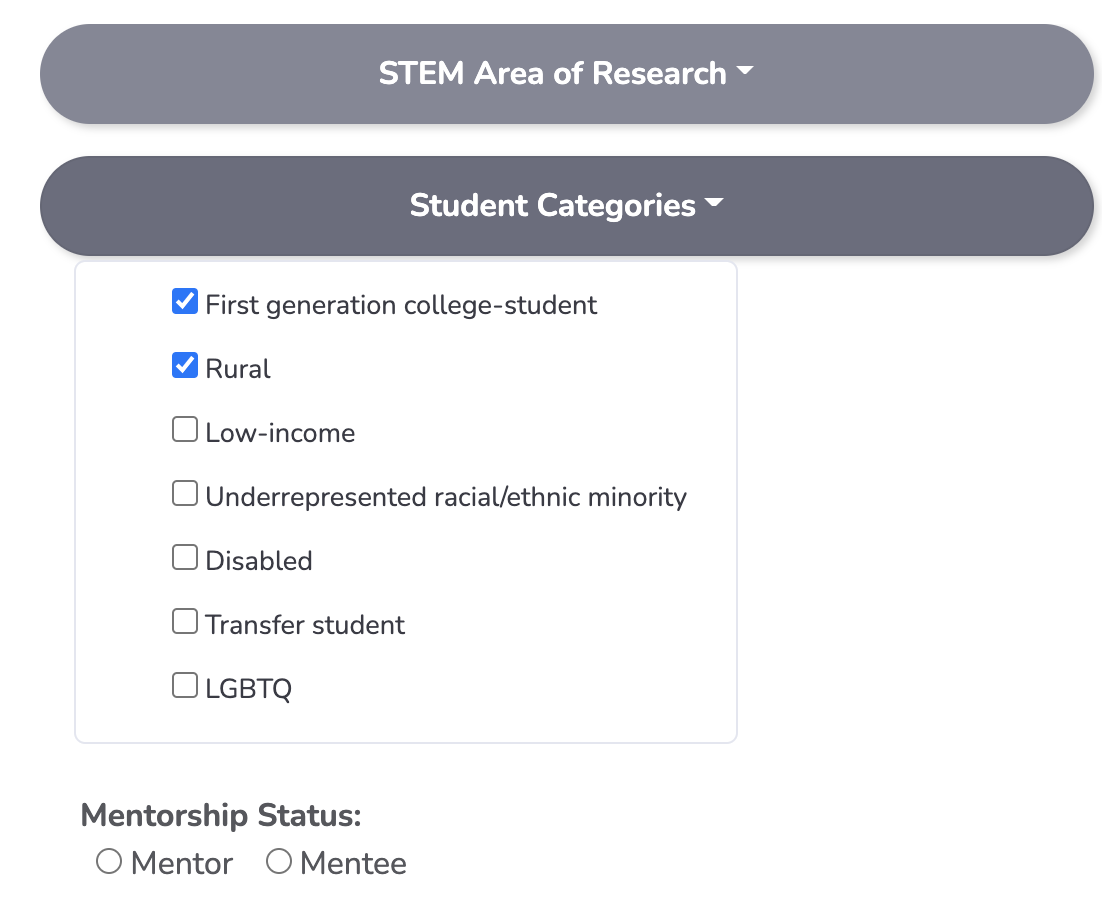 STEM Area of Research
Student Categories
First generation college-student
Rural
Low-income
Underrepresented racial/ethnic minority
Disabled
Transfer student
LGBTQ
Mentorship Status:
Mentor Mentee